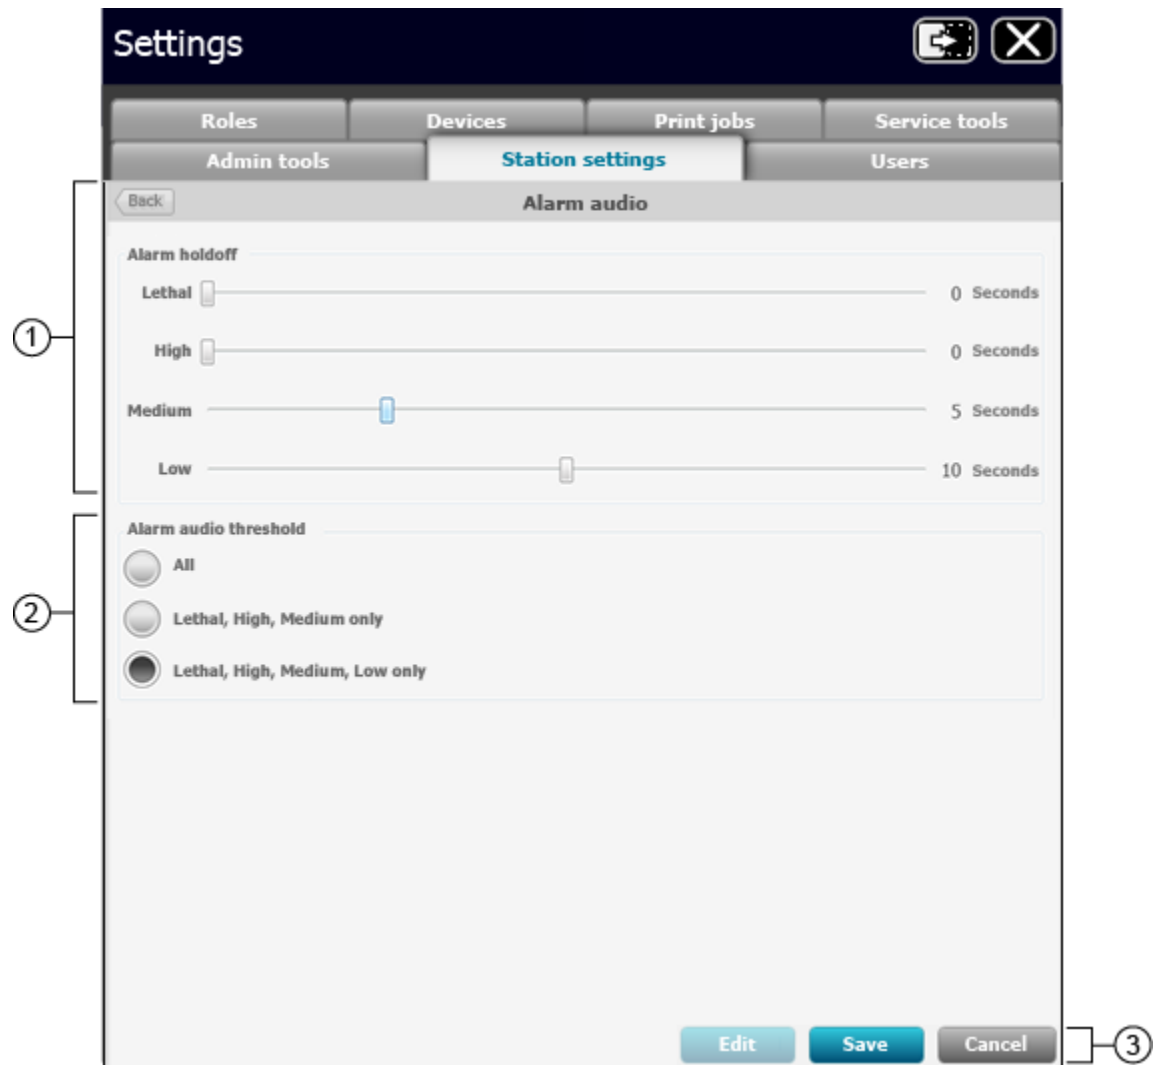 Settings
Roles Devices Print jobs Service tools
Admin tools Station settings Users
Back Alarm audio
Alarm holdoff
Lethal 0 Seconds
1
High 0 Seconds
Medium 5 Seconds
Low 10 Seconds
Alarm audio threshold
All
2
Lethal, High, Medium only
Lethal, High, Medium, Low only
Edit Save Cancel 3